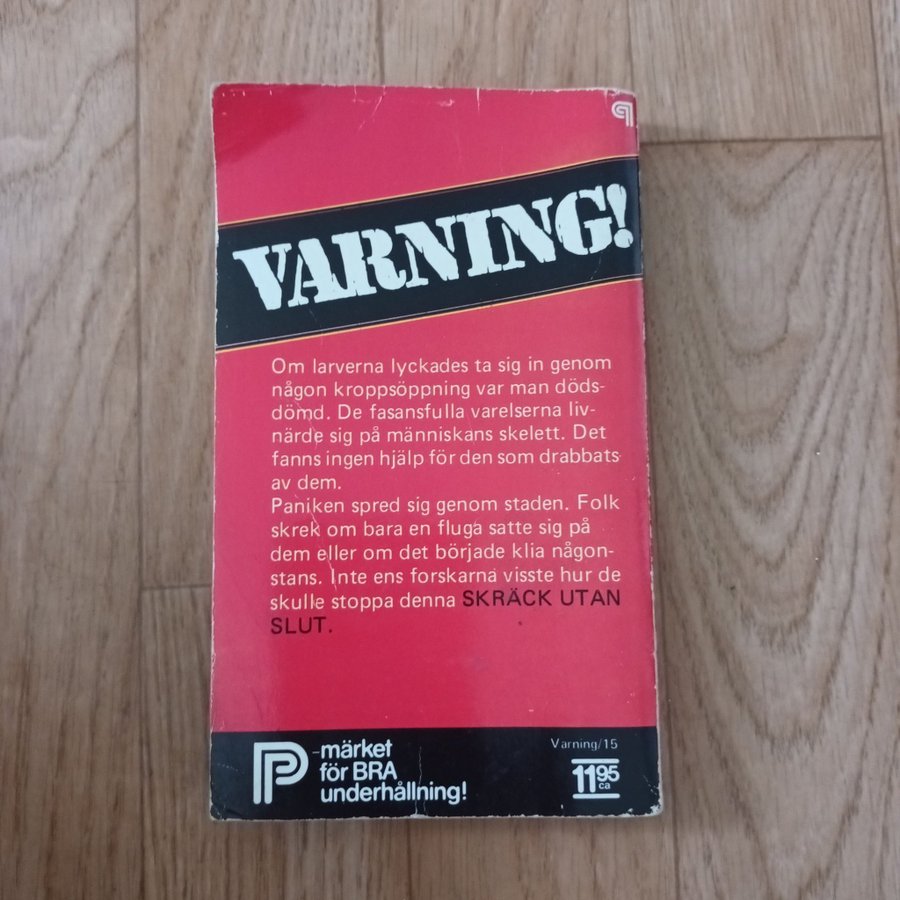 VARNING!
Om larverna lyckades ta sig in genom
någon kroppsöppning var man döds-
dömd. De fasansfulla varelserna liv-
närde sig på människans skelett. Det
fanns ingen hjälp för den som drabbats
av dem.
Paniken spred sig genom staden. Folk
skrek om bara en fluga satte sig på
dem eller om det började klia någon-
stans. Inte ens forskarna visste hur de
skulle stoppa denna SKRÄCK UTAN
SLUT.
P-märket
för BRA
underhållning!
Varning/15
1195
ca